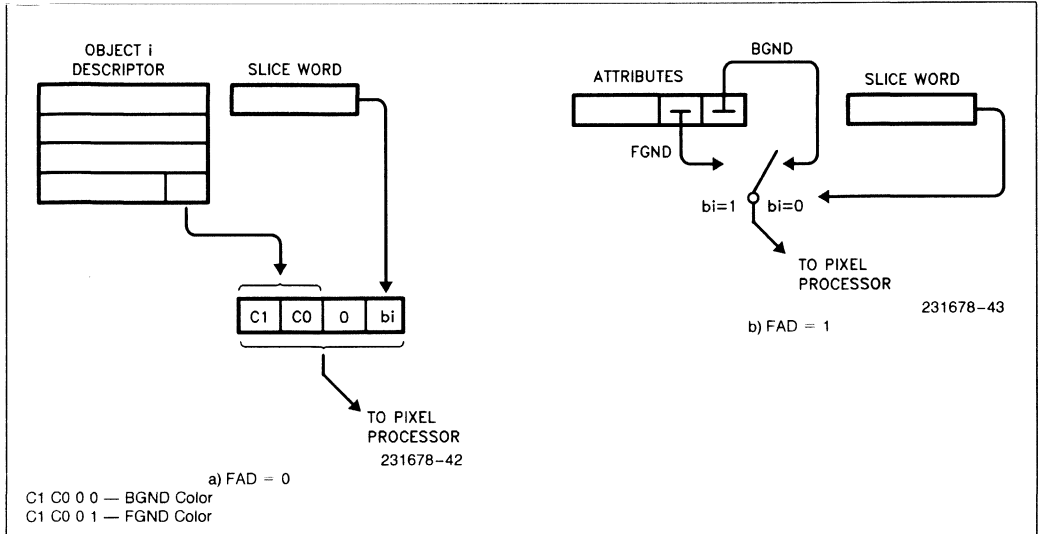 OBJECT i
DESCRIPTOR
SLICE WORD
C1 C0 0 bi
TO PIXEL
PROCESSOR
231678-42
a) FAD = 0
C1 C0 0 0 — BGND Color
C1 C0 0 1 — FGND Color
BGND
ATTRIBUTES
SLICE WORD
FGND
bi=1 bi=0
TO PIXEL
PROCESSOR
231678-43
b) FAD = 1